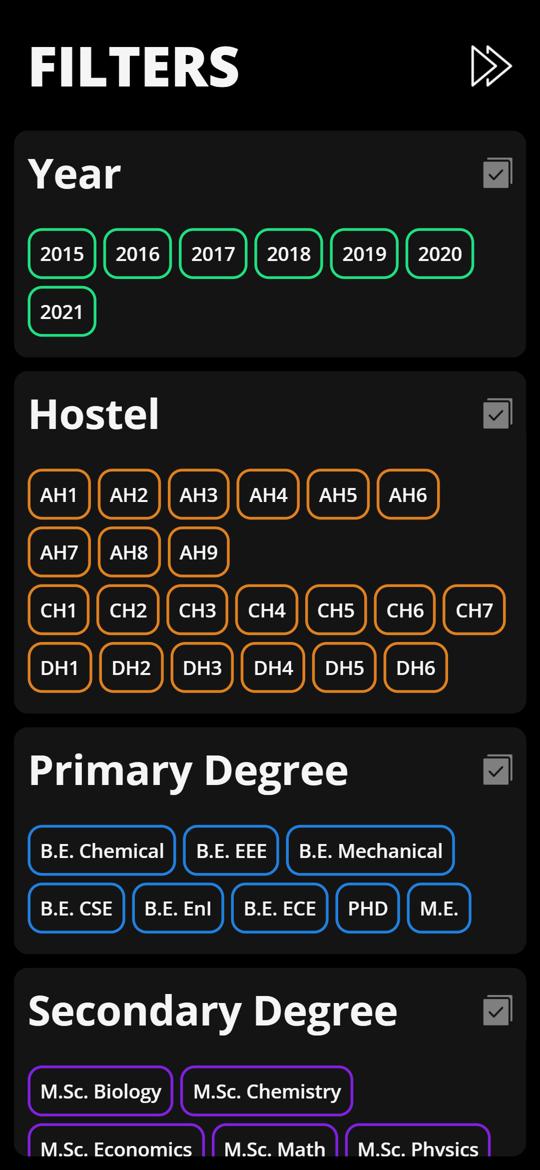 FILTERS
Year
2015 2016 2017 2018 2019 2020
2021
Hostel
AH1 AH2 AH3 AH4 AH5 AH6
AH7 AH8 AH9
CH1 CH2 CH3 CH4 CH5 CH6 CH7
DH1 DH2 DH3 DH4 DH5 DH6
Primary Degree
B.E. Chemical B.E. EEE B.E. Mechanical
B.E. CSE B.E. EnI B.E. ECE PHD M.E.
Secondary Degree
M.Sc. Biology M.Sc. Chemistry
M.Sc. Economics M.Sc. Math M.Sc. Physics